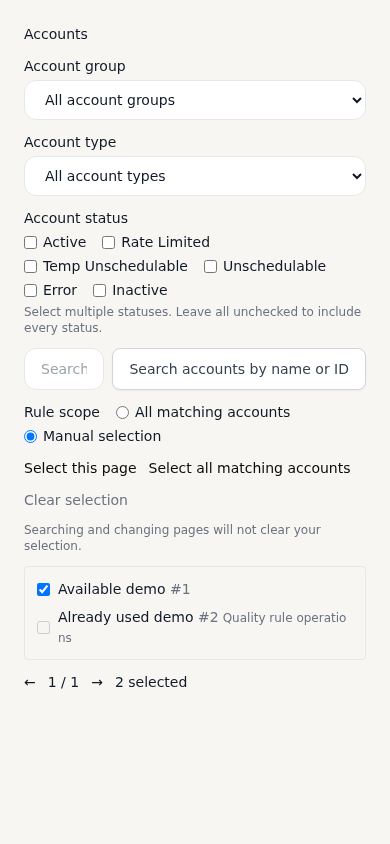 Accounts
Account group
All account groups
Account type
All account types
Account status
Active Rate Limited
Temp Unschedulable Unschedulable
Error Inactive
Select multiple statuses. Leave all unchecked to include
every status.
Search Search accounts by name or ID
Rule scope All matching accounts
Manual selection
Select this page Select all matching accounts
Clear selection
Searching and changing pages will not clear your
selection.
Available demo #1
Already used demo #2 Quality rule operatio
ns
← 1 / 1 → 2 selected